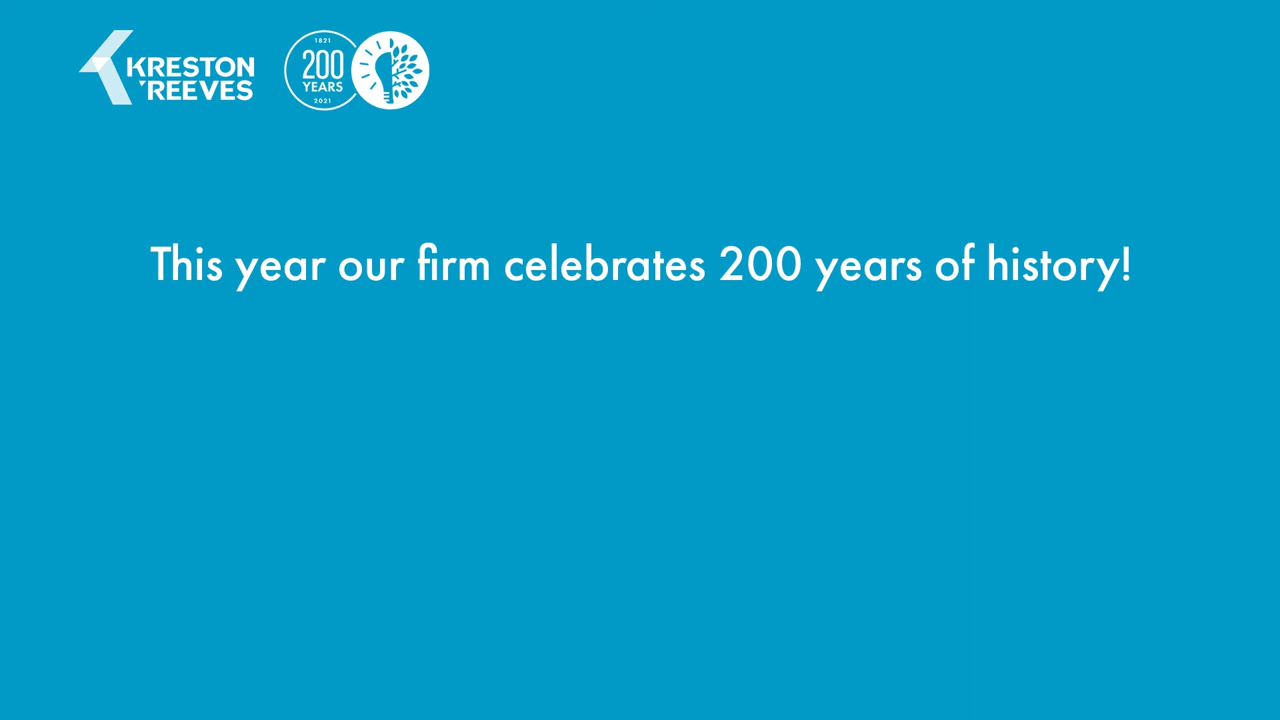 KRESTON
REEVES
1821
200
YEARS
2021
This year our firm celebrates 200 years of history!